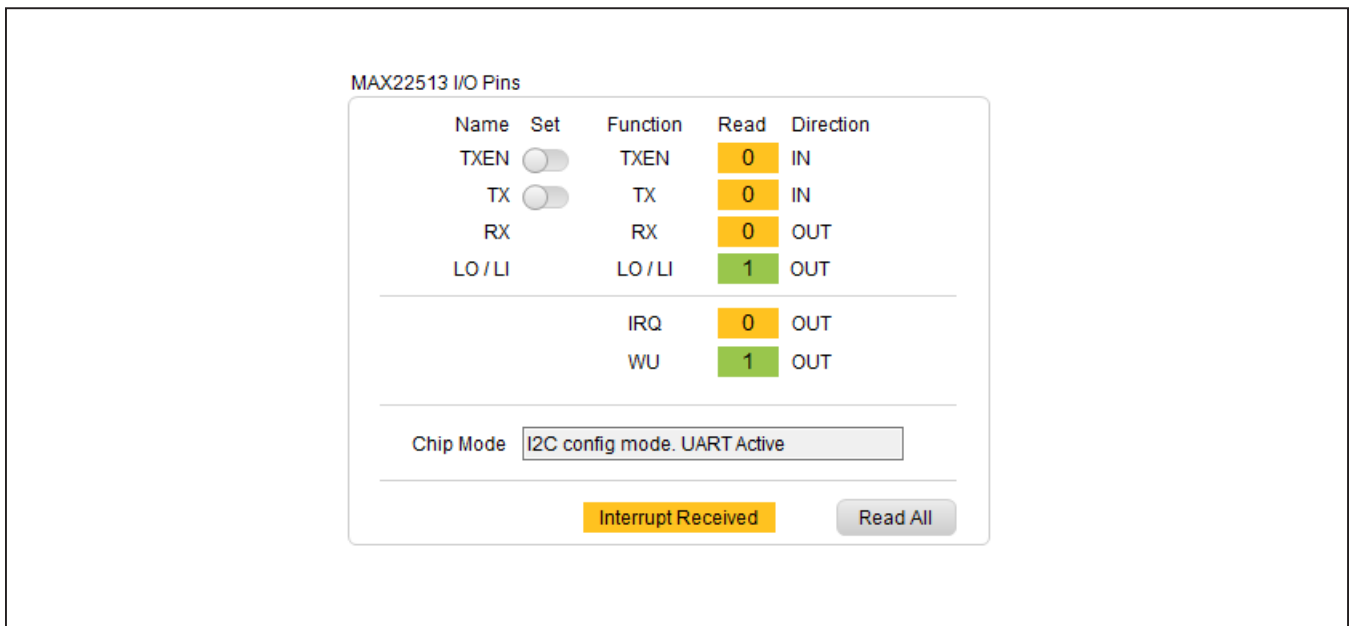 MAX22513 I/O Pins
Name Set Function Read Direction
TXEN TXEN 0 IN
TX TX 0 IN
RX RX 0 OUT
LO / LI LO / LI 1 OUT
IRQ 0 OUT
WU 1 OUT
Chip Mode I2C config mode. UART Active
Interrupt Received Read All